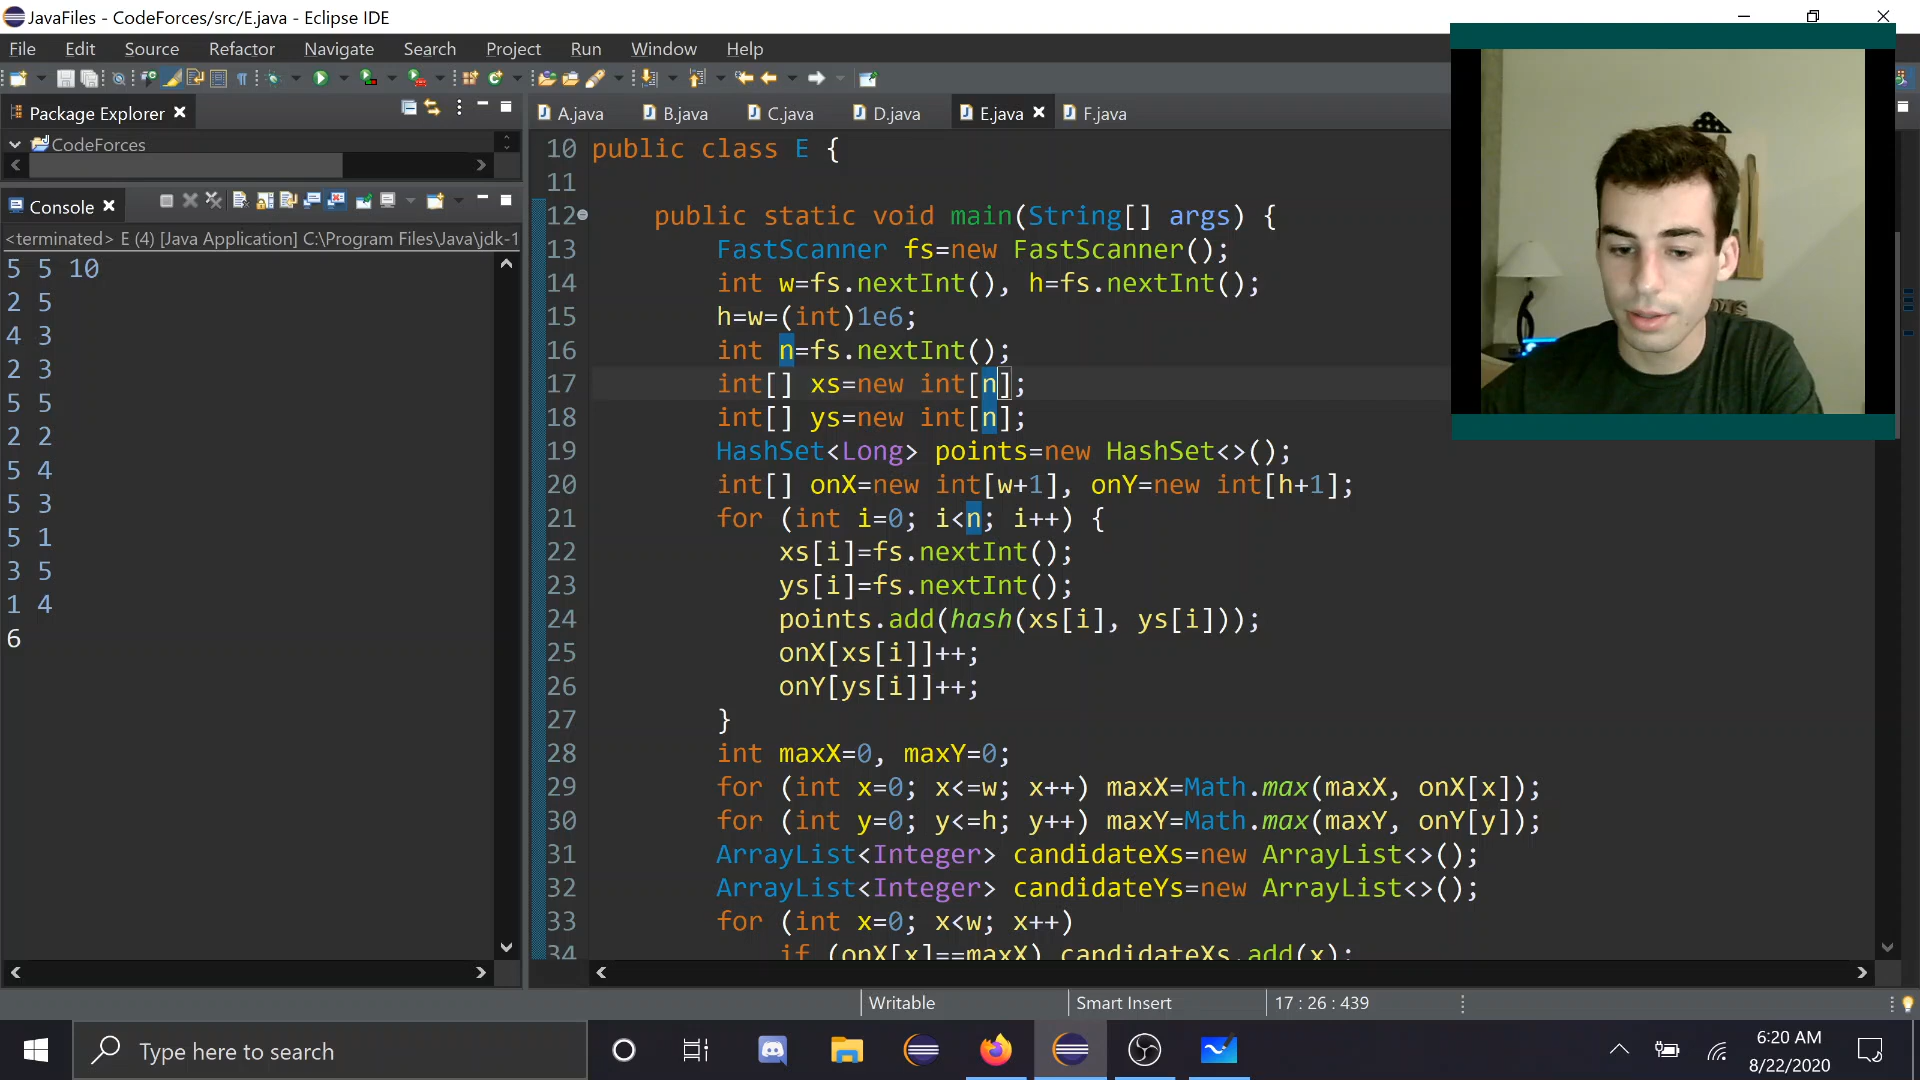 JavaFiles - CodeForces/src/E.java - Eclipse IDE
File Edit Source Refactor Navigate Search Project Run Window Help
Package Explorer
CodeForces
Console
<terminated> E (4) [Java Application] C:\Program Files\Java\jdk-1
5 5 10
2 5
4 3
2 3
5 5
2 2
5 4
5 3
5 1
3 5
1 4
6
A.java B.java C.java D.java E.java F.java
10 public class E {
11
12 public static void main(String[] args) {
13 FastScanner fs=new FastScanner();
14 int w=fs.nextInt(), h=fs.nextInt();
15 h=w=(int)1e6;
16 int n=fs.nextInt();
17 int[] xs=new int[n];
18 int[] ys=new int[n];
19 HashSet<Long> points=new HashSet<>();
20 int[] onX=new int[w+1], onY=new int[h+1];
21 for (int i=0; i<n; i++) {
22 xs[i]=fs.nextInt();
23 ys[i]=fs.nextInt();
24 points.add(hash(xs[i], ys[i]));
25 onX[xs[i]]++;
26 onY[ys[i]]++;
27 }
28 int maxX=0, maxY=0;
29 for (int x=0; x<=w; x++) maxX=Math.max(maxX, onX[x]);
30 for (int y=0; y<=h; y++) maxY=Math.max(maxY, onY[y]);
31 ArrayList<Integer> candidateXs=new ArrayList<>();
32 ArrayList<Integer> candidateYs=new ArrayList<>();
33 for (int x=0; x<w; x++)
34 if (onX[x]==maxX) candidateXs.add(x);
Writable Smart Insert 17 : 26 : 439
Type here to search
6:20 AM
8/22/2020